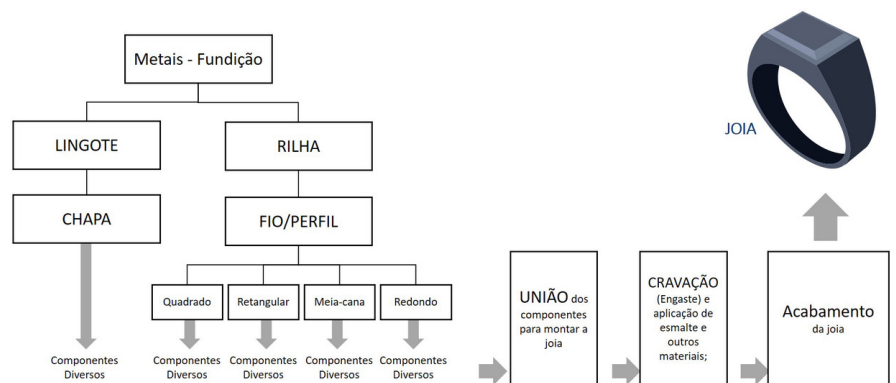 Metais - Fundição
LINGOTE
RILHA
CHAPA
FIO/PERFIL
Quadrado
Retangular
Meia-cana
Redondo
Componentes
Diversos
Componentes
Diversos
Componentes
Diversos
Componentes
Diversos
Componentes
Diversos
UNIÃO dos
componentes
para montar a
joia
CRAVAÇÃO
(Engaste) e
aplicação de
esmalte e
outros
materiais;
Acabamento
da joia
JOIA